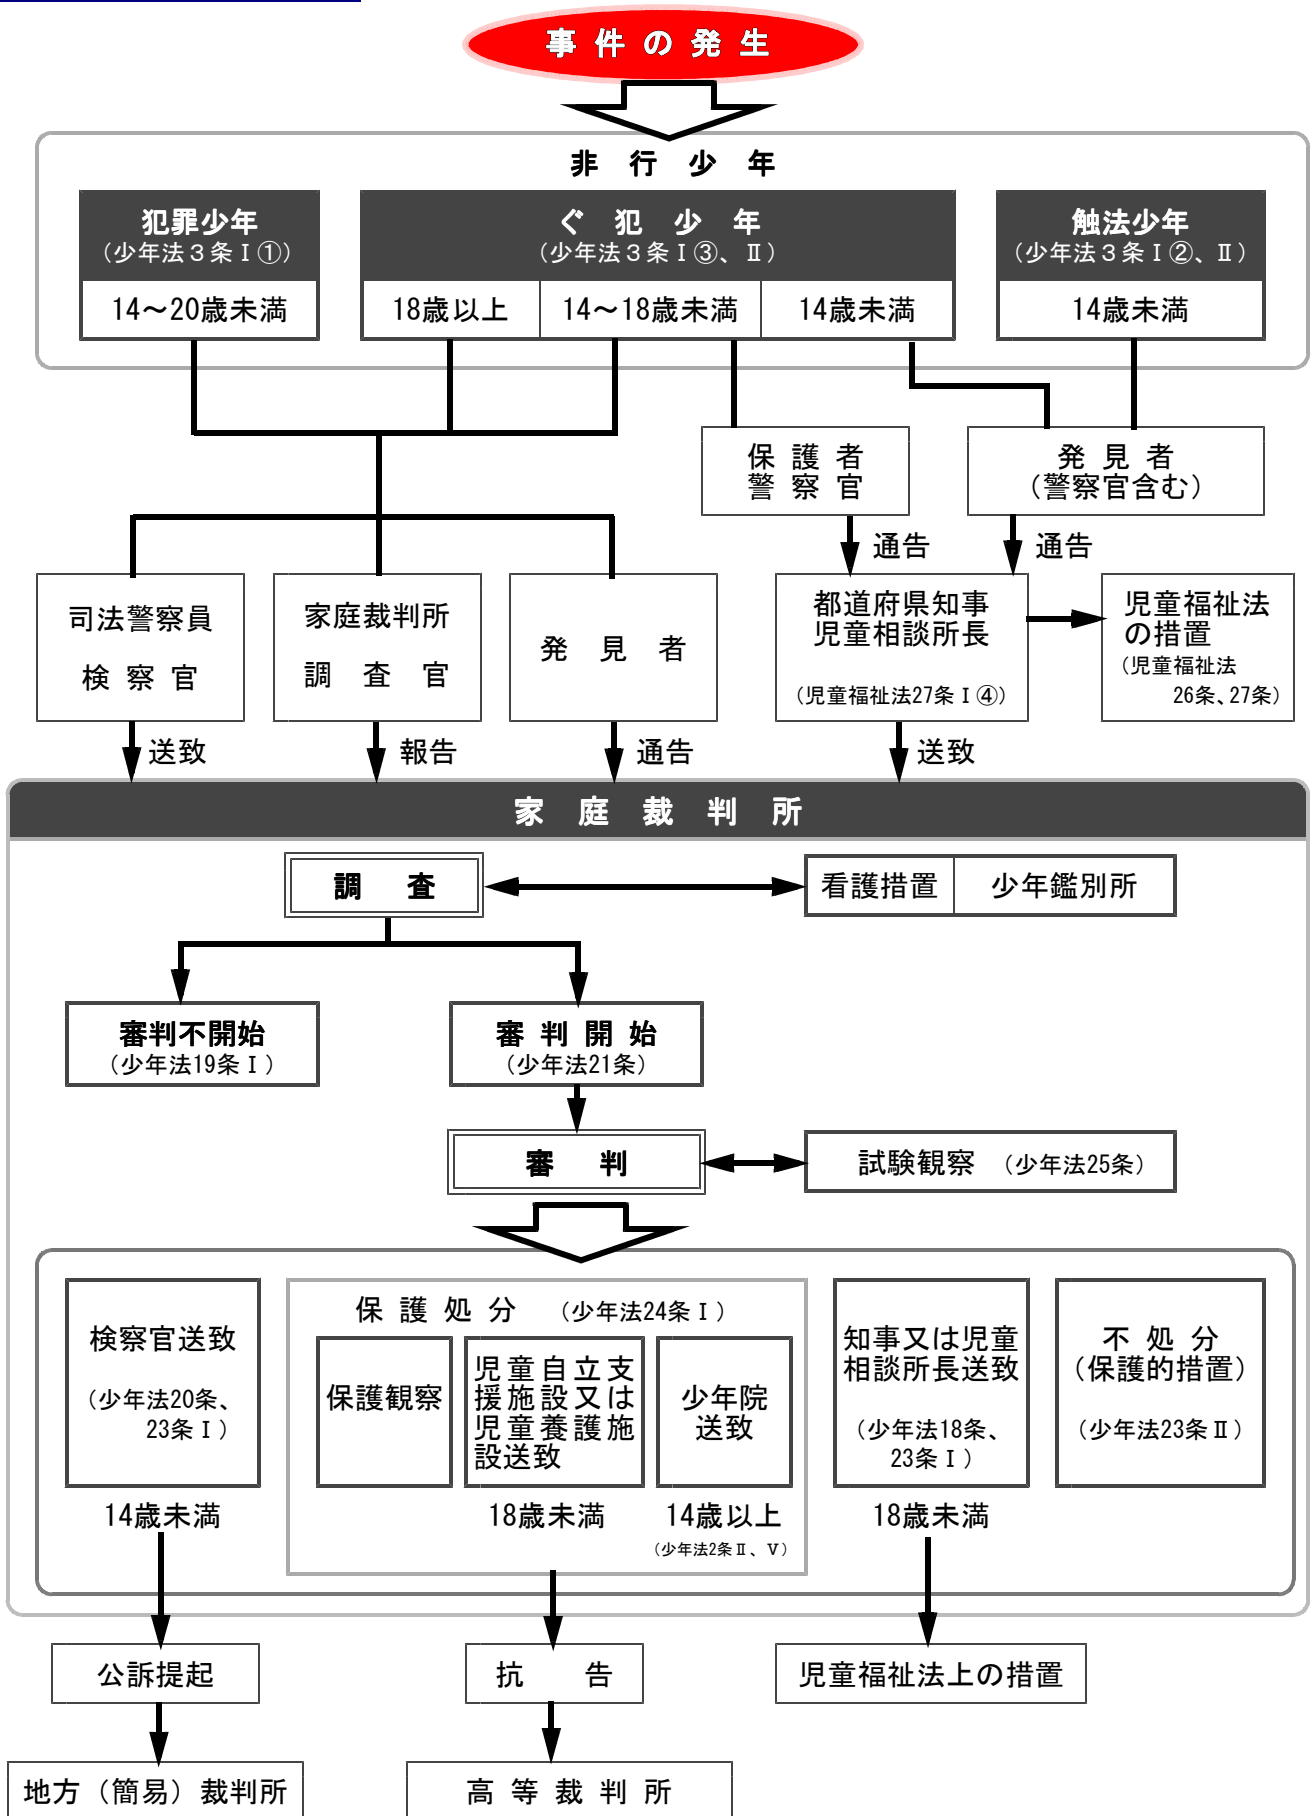 事件の発生
非行少年
犯罪少年
（少年法３条Ⅰ①）
14～20歳未満
ぐ犯少年
（少年法３条Ⅰ③、Ⅱ）
18歳以上
14～18歳未満
14歳未満
触法少年
（少年法３条Ⅰ②、Ⅱ）
14歳未満
保護者
警察官
発見者
（警察官含む）
通告
通告
司法警察員
検察官
家庭裁判所
調査官
発見者
都道府県知事
児童相談所長
（児童福祉法27条Ⅰ④）
児童福祉法
の措置
（児童福祉法
26条、27条）
送致
報告
通告
送致
家庭裁判所
調査
看護措置
少年鑑別所
審判不開始
（少年法19条Ⅰ）
審判開始
（少年法21条）
審判
試験観察 （少年法25条）
検察官送致
（少年法20条、
23条Ⅰ）
14歳未満
保護処分 （少年法24条Ⅰ）
保護観察
児童自立支
援施設又は
児童養護施
設送致
18歳未満
少年院
送致
14歳以上
（少年法2条Ⅱ、Ⅴ）
知事又は児童
相談所長送致
（少年法18条、
23条Ⅰ）
18歳未満
不処分
（保護的措置）
（少年法23条Ⅱ）
公訴提起
抗告
児童福祉法上の措置
地方（簡易）裁判所
高等裁判所